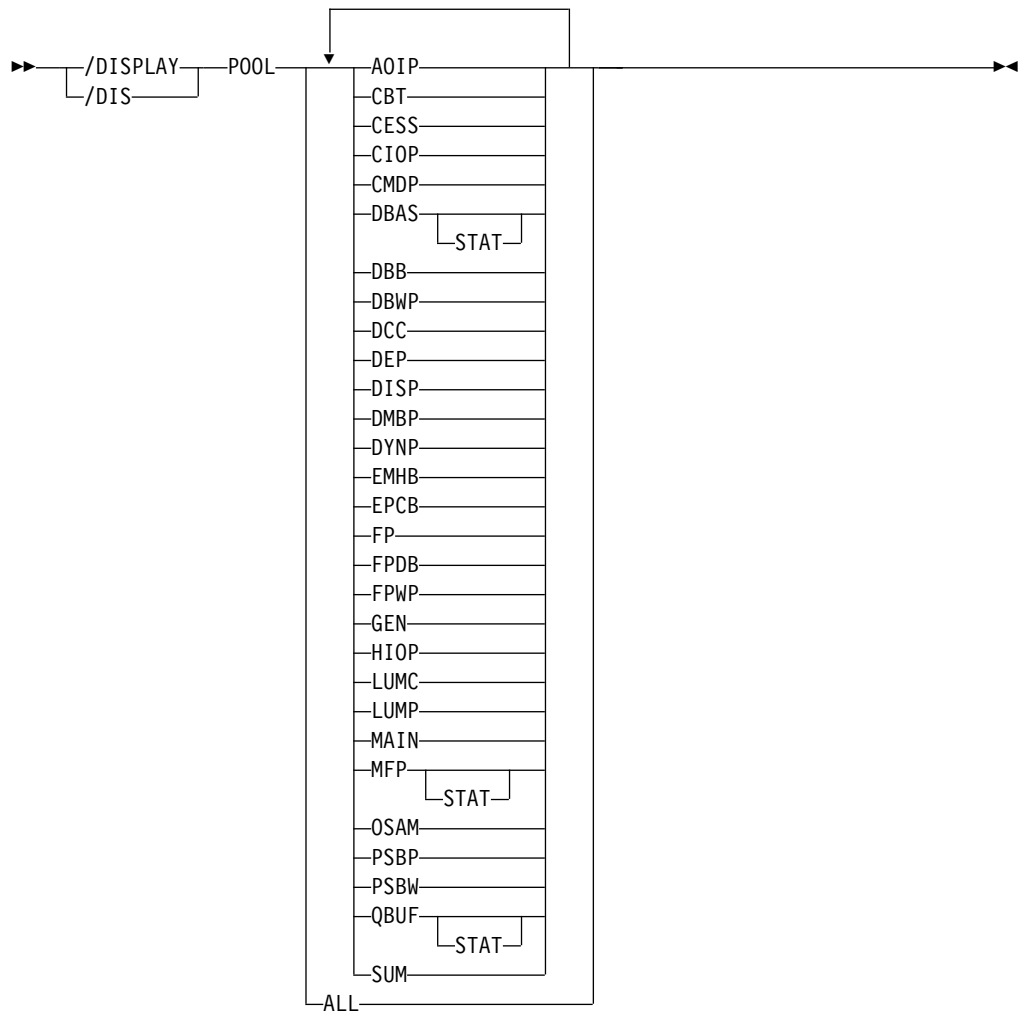 /DISPLAY POOL AOIP
/DIS CBT
CESS
CIOP
CMDP
DBAS
STAT
DBB
DBWP
DCC
DEP
DISP
DMBP
DYNP
EMHB
EPCB
FP
FPDB
FPWP
GEN
HIOP
LUMC
LUMP
MAIN
MFP
STAT
OSAM
PSBP
PSBW
QBUF
STAT
SUM
ALL